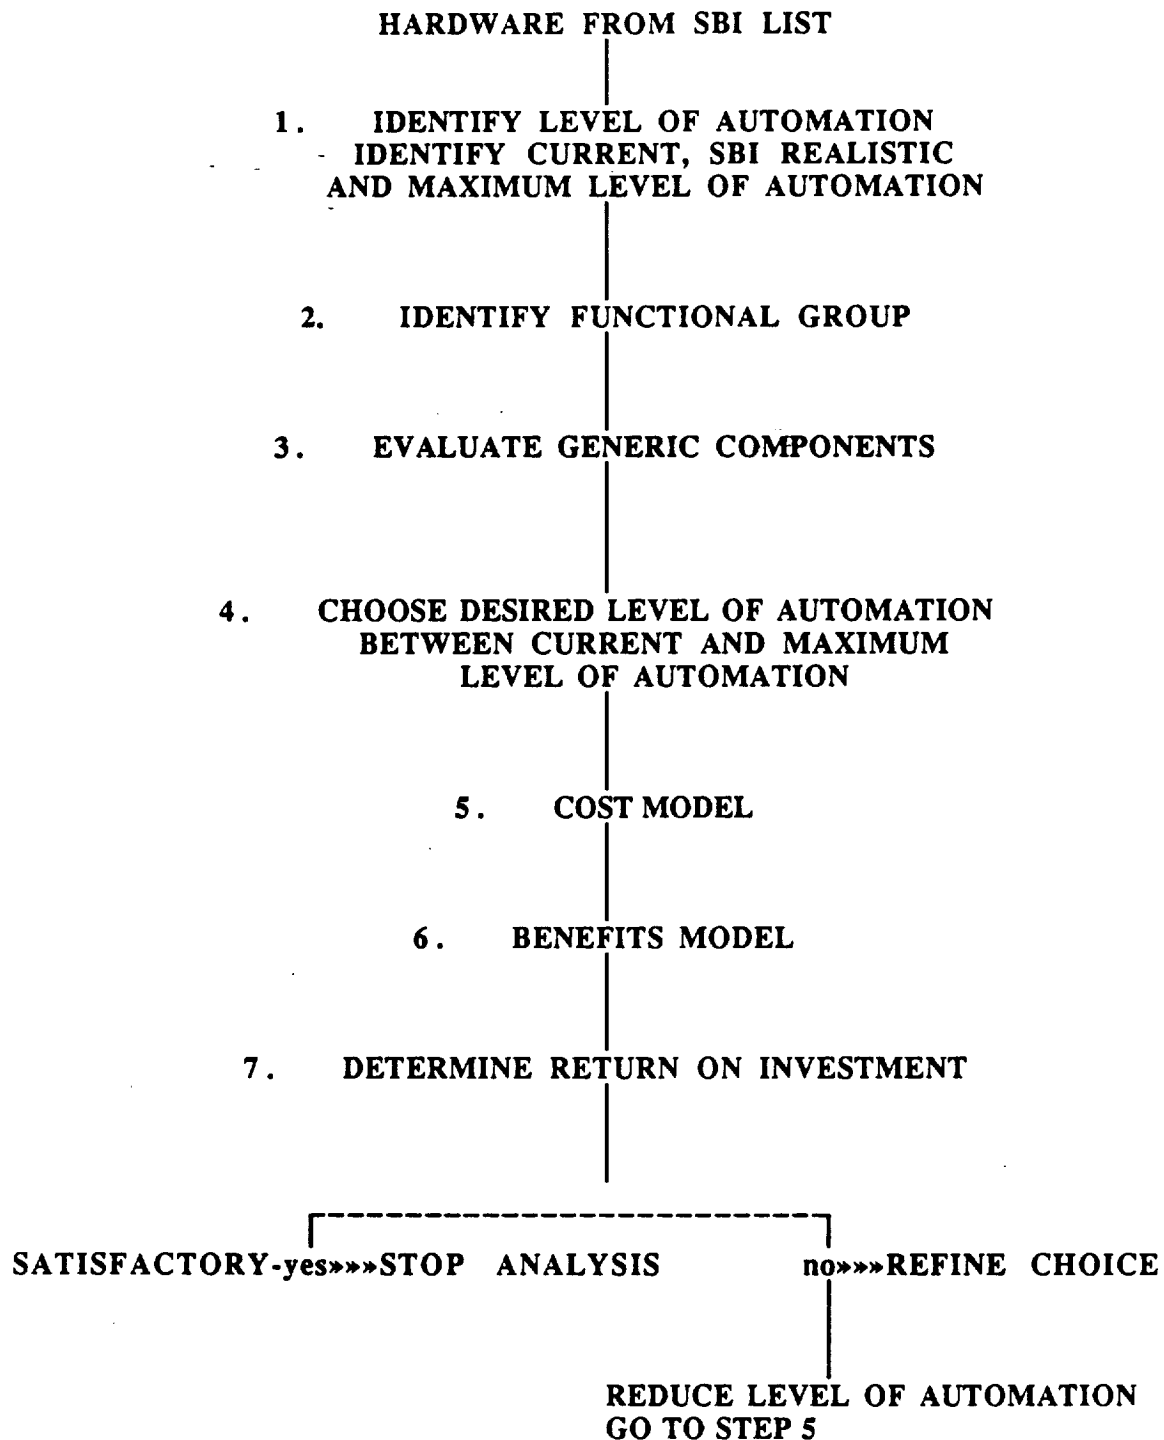 HARDWARE FROM SBI LIST
1. IDENTIFY LEVEL OF AUTOMATION
IDENTIFY CURRENT, SBI REALISTIC
AND MAXIMUM LEVEL OF AUTOMATION
2. IDENTIFY FUNCTIONAL GROUP
3. EVALUATE GENERIC COMPONENTS
4. CHOOSE DESIRED LEVEL OF AUTOMATION
BETWEEN CURRENT AND MAXIMUM
LEVEL OF AUTOMATION
5. COST MODEL
6. BENEFITS MODEL
7. DETERMINE RETURN ON INVESTMENT
SATISFACTORY-yes»»»STOP ANALYSIS no»»»REFINE CHOICE
REDUCE LEVEL OF AUTOMATION
GO TO STEP 5